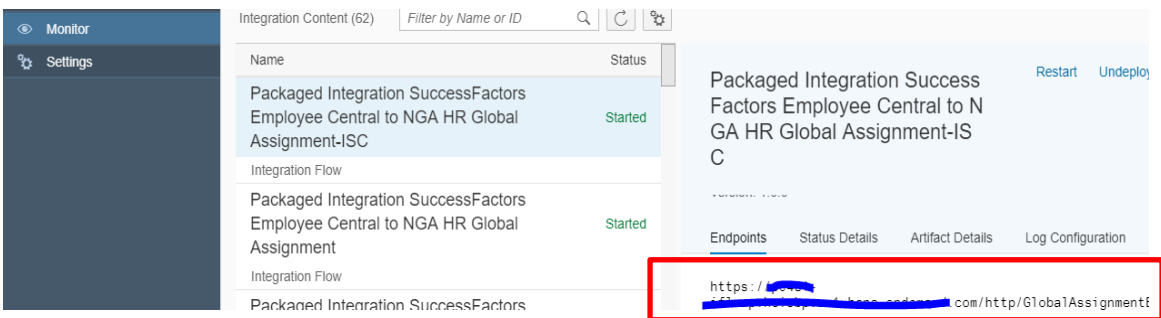 Monitor
Settings
Integration Content (62)
Filter by Name or ID
Name
Status
Packaged Integration SuccessFactors
Employee Central to NGA HR Global
Assignment-ISC
Started
Integration Flow
Packaged Integration SuccessFactors
Employee Central to NGA HR Global
Assignment
Started
Integration Flow
Packaged Integration SuccessFactors
Packaged Integration Success
Factors Employee Central to N
GA HR Global Assignment-IS
C
Restart
Undeploy
Endpoints
Status Details
Artifact Details
Log Configuration
https://
.com/http/GlobalAssignmentE